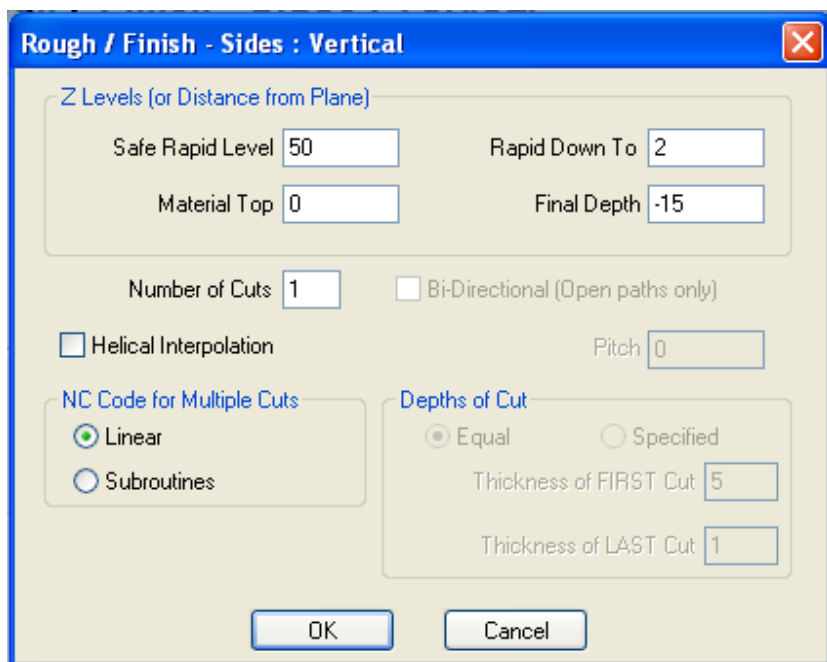 Rough / Finish - Sides : Vertical
Z Levels (or Distance from Plane)
Safe Rapid Level 50 Rapid Down To 2
Material Top 0 Final Depth -15
Number of Cuts 1 Bi-Directional (Open paths only)
Helical Interpolation Pitch 0
NC Code for Multiple Cuts Depths of Cut
Linear Equal Specified
Subroutines Thickness of FIRST Cut 5
Thickness of LAST Cut 1
OK Cancel